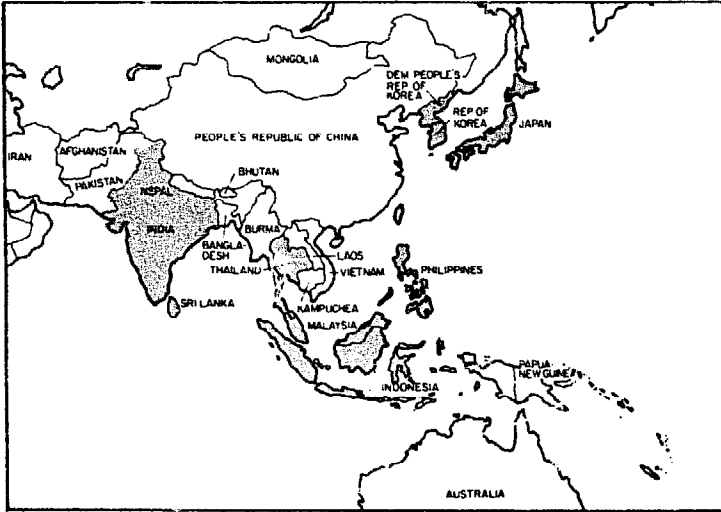 MONGOLIA
DEM PEOPLE'S
REP OF
KOREA
REP OF
KOREA
JAPAN
PEOPLE'S REPUBLIC OF CHINA
IRAN
AFGHANISTAN
PAKISTAN
NEPAL
BHUTAN
INDIA
BURMA
BANGLA-
DESH
LAOS
THAILAND
VIETNAM
PHILIPPINES
SRI LANKA
KAMPUCHEA
MALAYSIA
INDONESIA
PAPUA
NEW GUINEA
AUSTRALIA